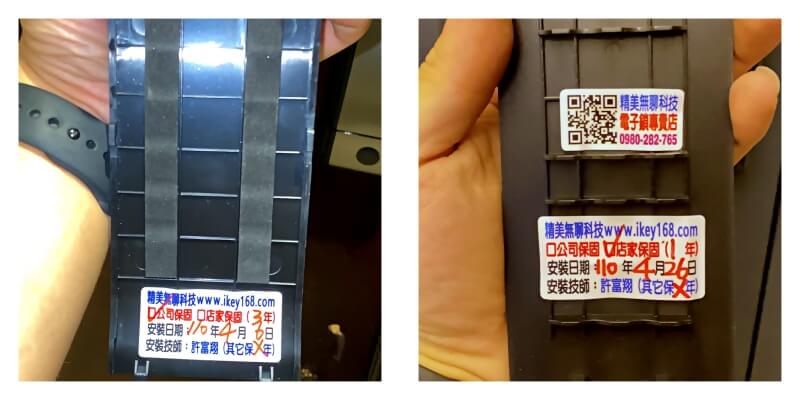 精美無聊科技www.ikey168.com
☐公司保固 ☐店家保固 (3年)
安裝日期:110年4月3日
安裝技師：許富翔 (其它保X年)
精美無聊科技
電子鎖專賣店
0980-282-765
精美無聊科技www.ikey168.com
☐公司保固 ☑店家保固 (1年)
安裝日期:110年4月26日
安裝技師：許富翔 (其它保X年)